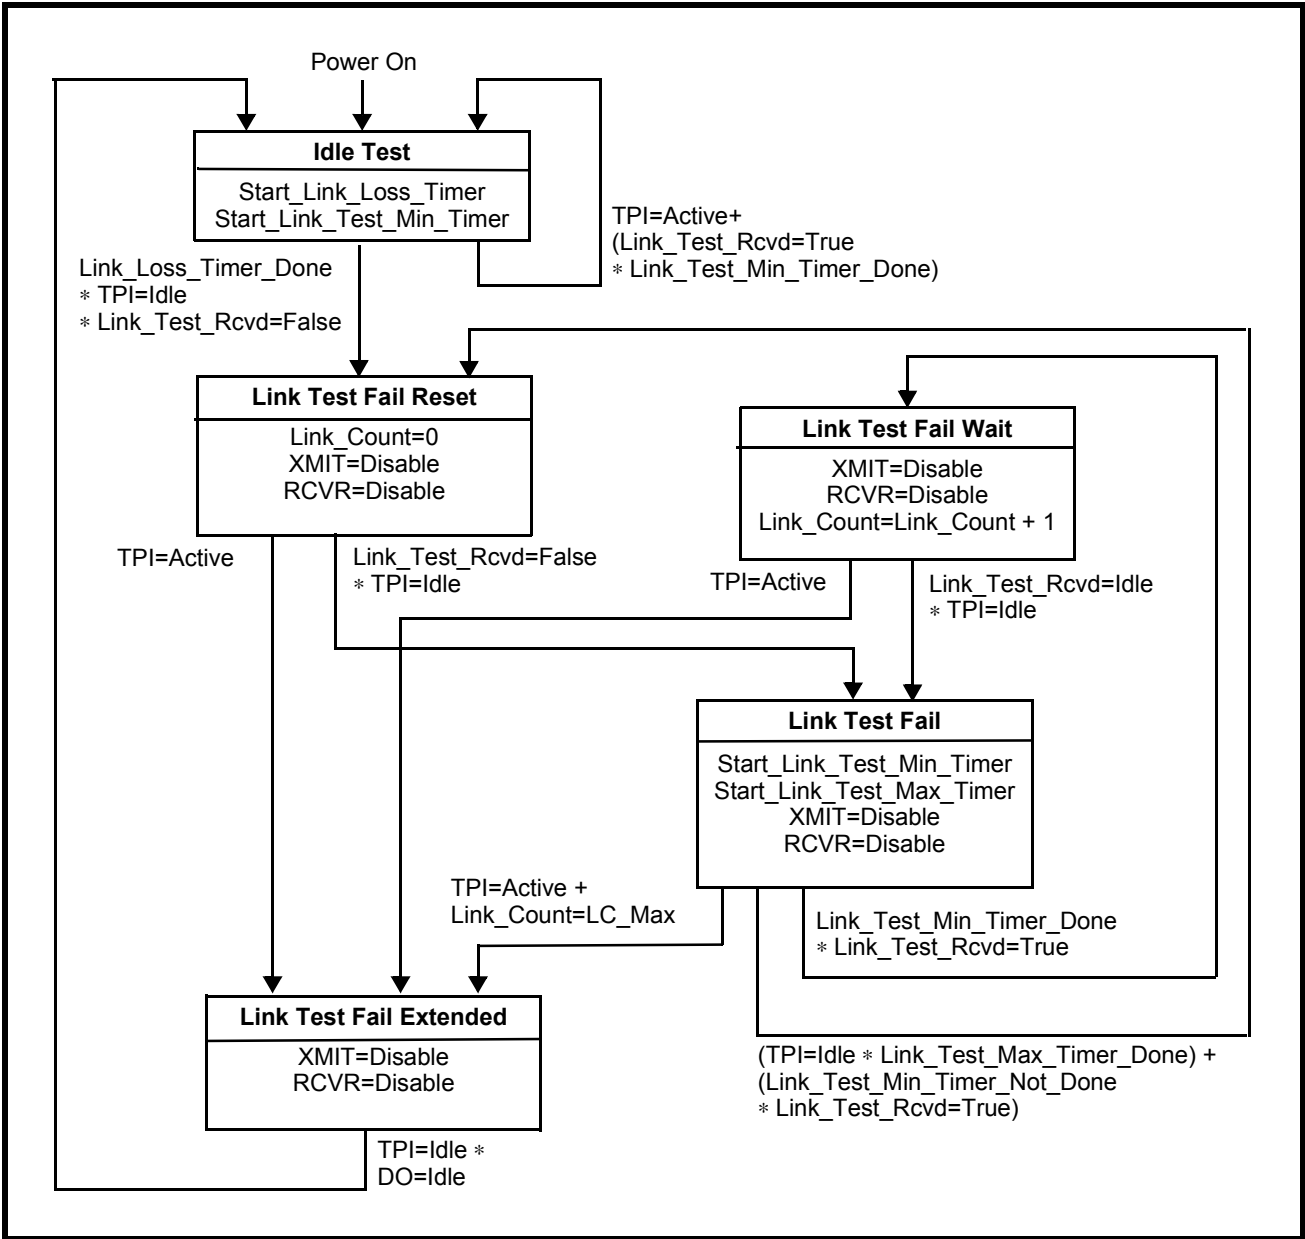 Power On
Idle Test
Start_Link_Loss_Timer
Start_Link_Test_Min_Timer
TPI=Active+
(Link_Test_Rcvd=True
∗ Link_Test_Min_Timer_Done)
Link_Loss_Timer_Done
∗ TPI=Idle
∗ Link_Test_Rcvd=False
Link Test Fail Reset
Link_Count=0
XMIT=Disable
RCVR=Disable
Link Test Fail Wait
XMIT=Disable
RCVR=Disable
Link_Count=Link_Count + 1
TPI=Active
Link_Test_Rcvd=False
∗ TPI=Idle
TPI=Active
Link_Test_Rcvd=Idle
∗ TPI=Idle
Link Test Fail
Start_Link_Test_Min_Timer
Start_Link_Test_Max_Timer
XMIT=Disable
RCVR=Disable
TPI=Active +
Link_Count=LC_Max
Link_Test_Min_Timer_Done
∗ Link_Test_Rcvd=True
Link Test Fail Extended
XMIT=Disable
RCVR=Disable
(TPI=Idle ∗ Link_Test_Max_Timer_Done) +
(Link_Test_Min_Timer_Not_Done
∗ Link_Test_Rcvd=True)
TPI=Idle ∗
DO=Idle